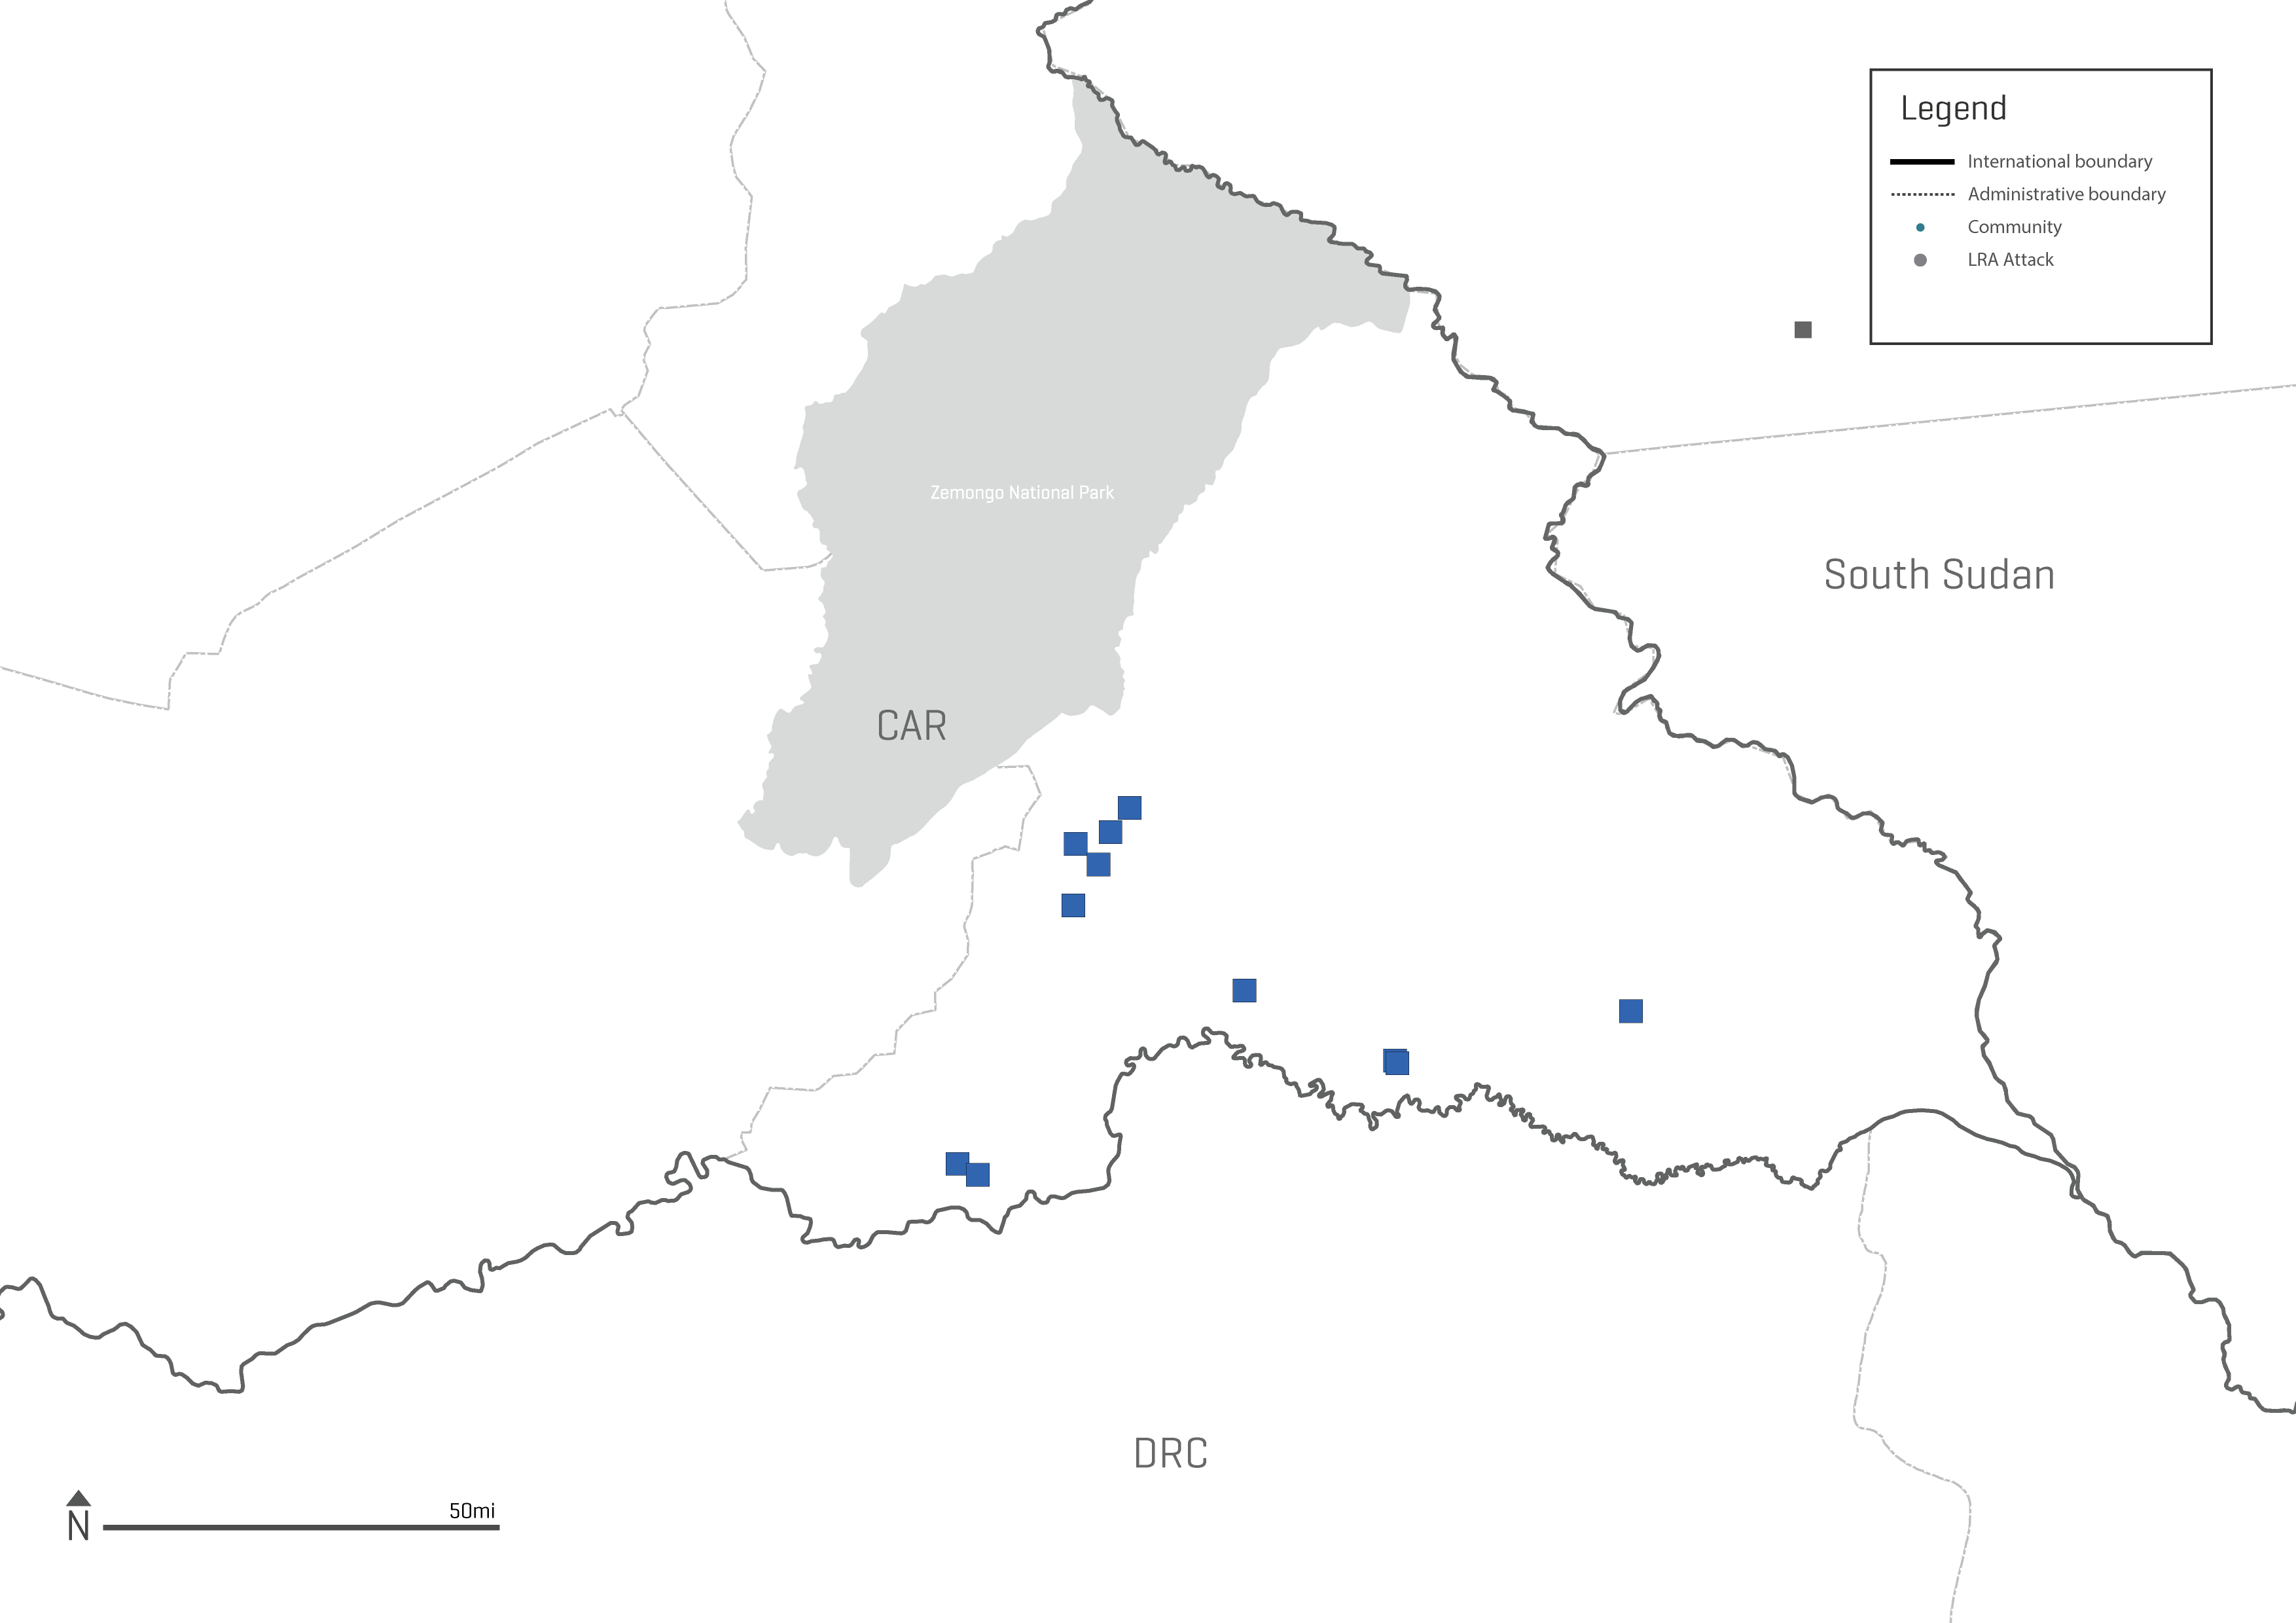 Legend
International boundary
Administrative boundary
Community
LRA Attack
Zemongo National Park
South Sudan
CAR
DRC
50mi
N